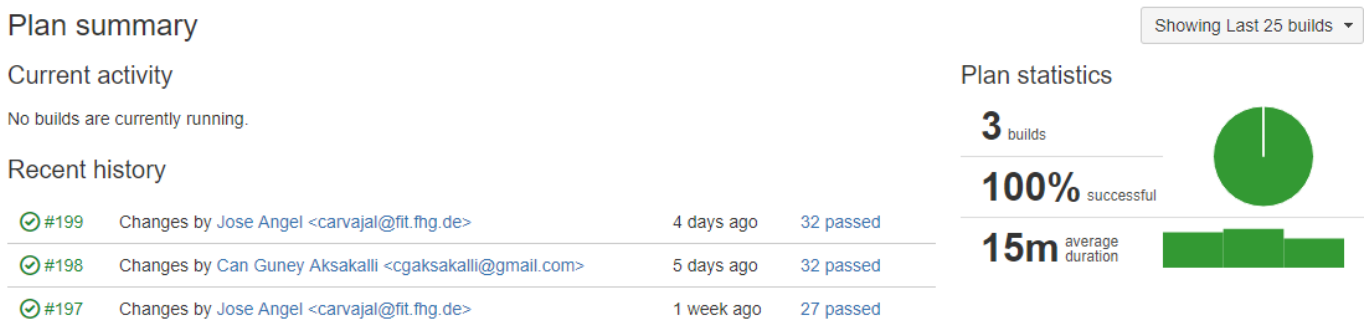 Plan summary
Showing Last 25 builds
Current activity
No builds are currently running.
Recent history
#199 Changes by Jose Angel <carvajal@fit.fhg.de> 4 days ago 32 passed
#198 Changes by Can Guney Aksakalli <cgaksakalli@gmail.com> 5 days ago 32 passed
#197 Changes by Jose Angel <carvajal@fit.fhg.de> 1 week ago 27 passed
Plan statistics
3 builds
100% successful
15m average duration